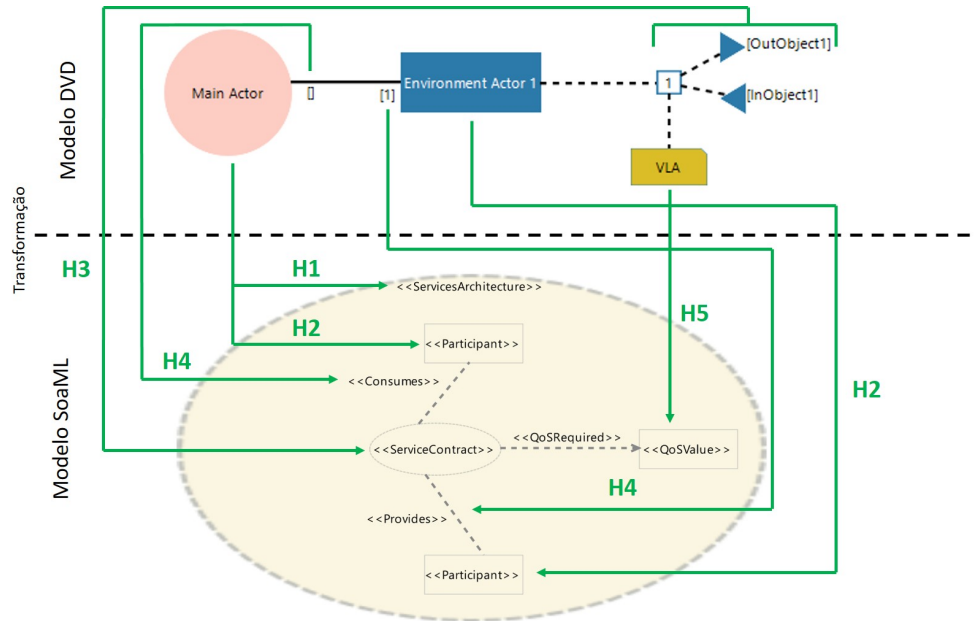 Modelo DVD
Main Actor
[]
[1]
Environment Actor 1
1
[OutObject1]
[InObject1]
VLA
Transformação
Modelo SoaML
H3
H1
<<ServicesArchitecture>>
H2
<<Participant>>
H5
H4
<<Consumes>>
H2
<<ServiceContract>>
<<QoSRequired>>
<<QoSValue>>
H4
<<Provides>>
<<Participant>>